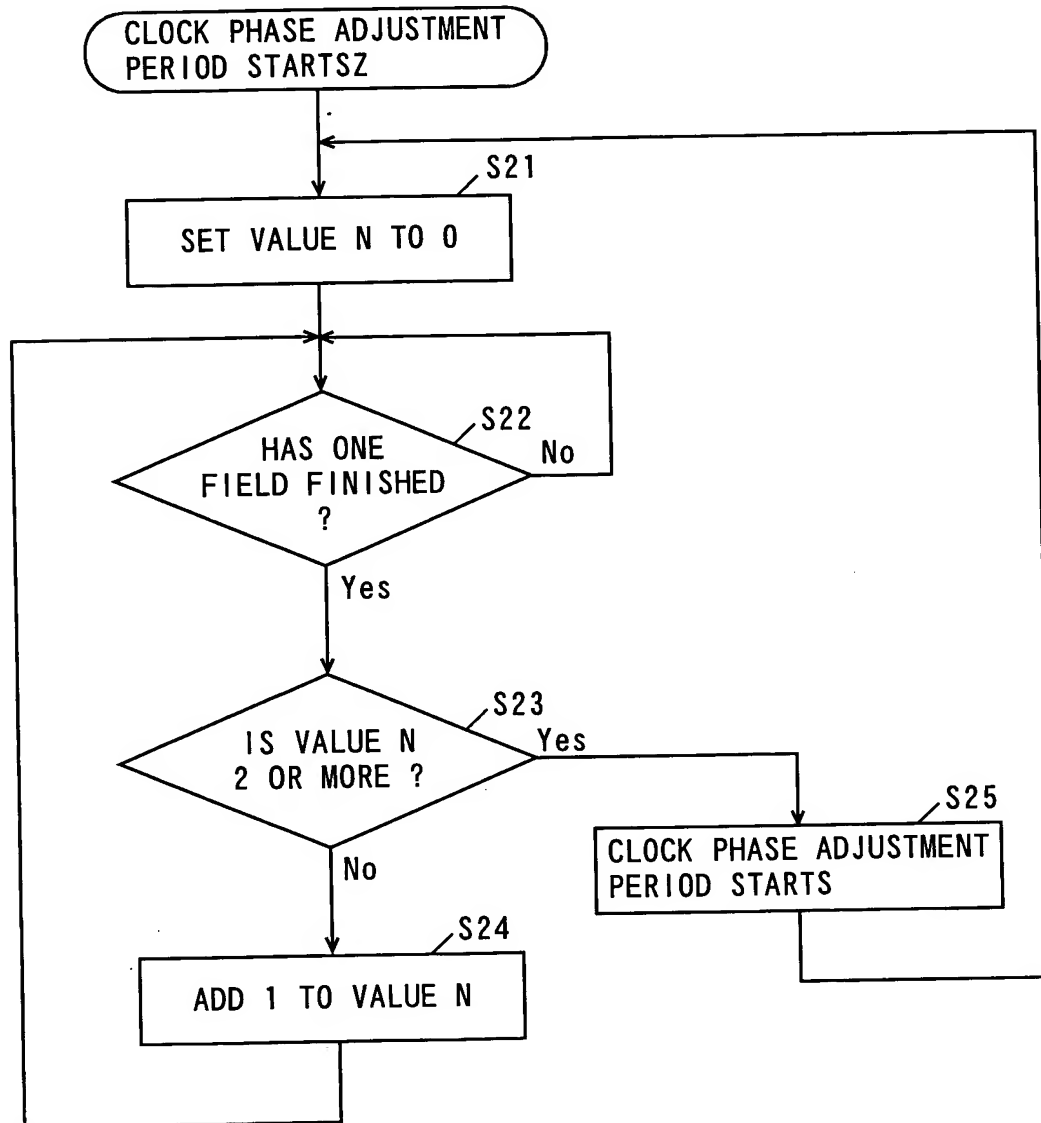 CLOCK PHASE ADJUSTMENT
PERIOD STARTSZ
S21
SET VALUE N TO 0
S22
HAS ONE
FIELD FINISHED
?
No
Yes
S23
IS VALUE N
2 OR MORE ?
Yes
No
S25
CLOCK PHASE ADJUSTMENT
PERIOD STARTS
S24
ADD 1 TO VALUE N